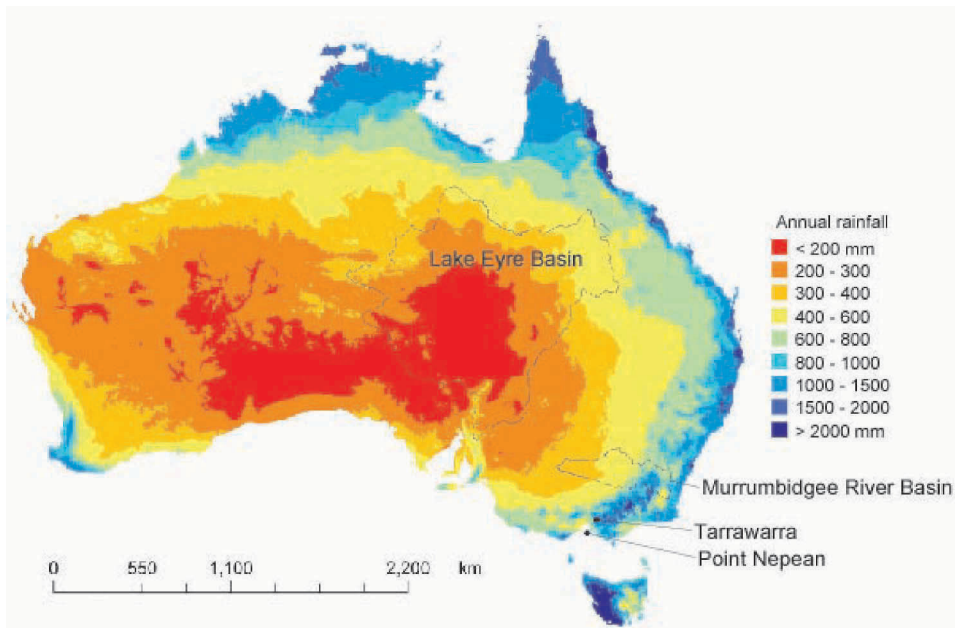 Annual rainfall
< 200 mm
200 - 300
300 - 400
400 - 600
600 - 800
800 - 1000
1000 - 1500
1500 - 2000
> 2000 mm
Lake Eyre Basin
Murrumbidgee River Basin
Tarrawarra
Point Nepean
0 550 1,100 2,200 km